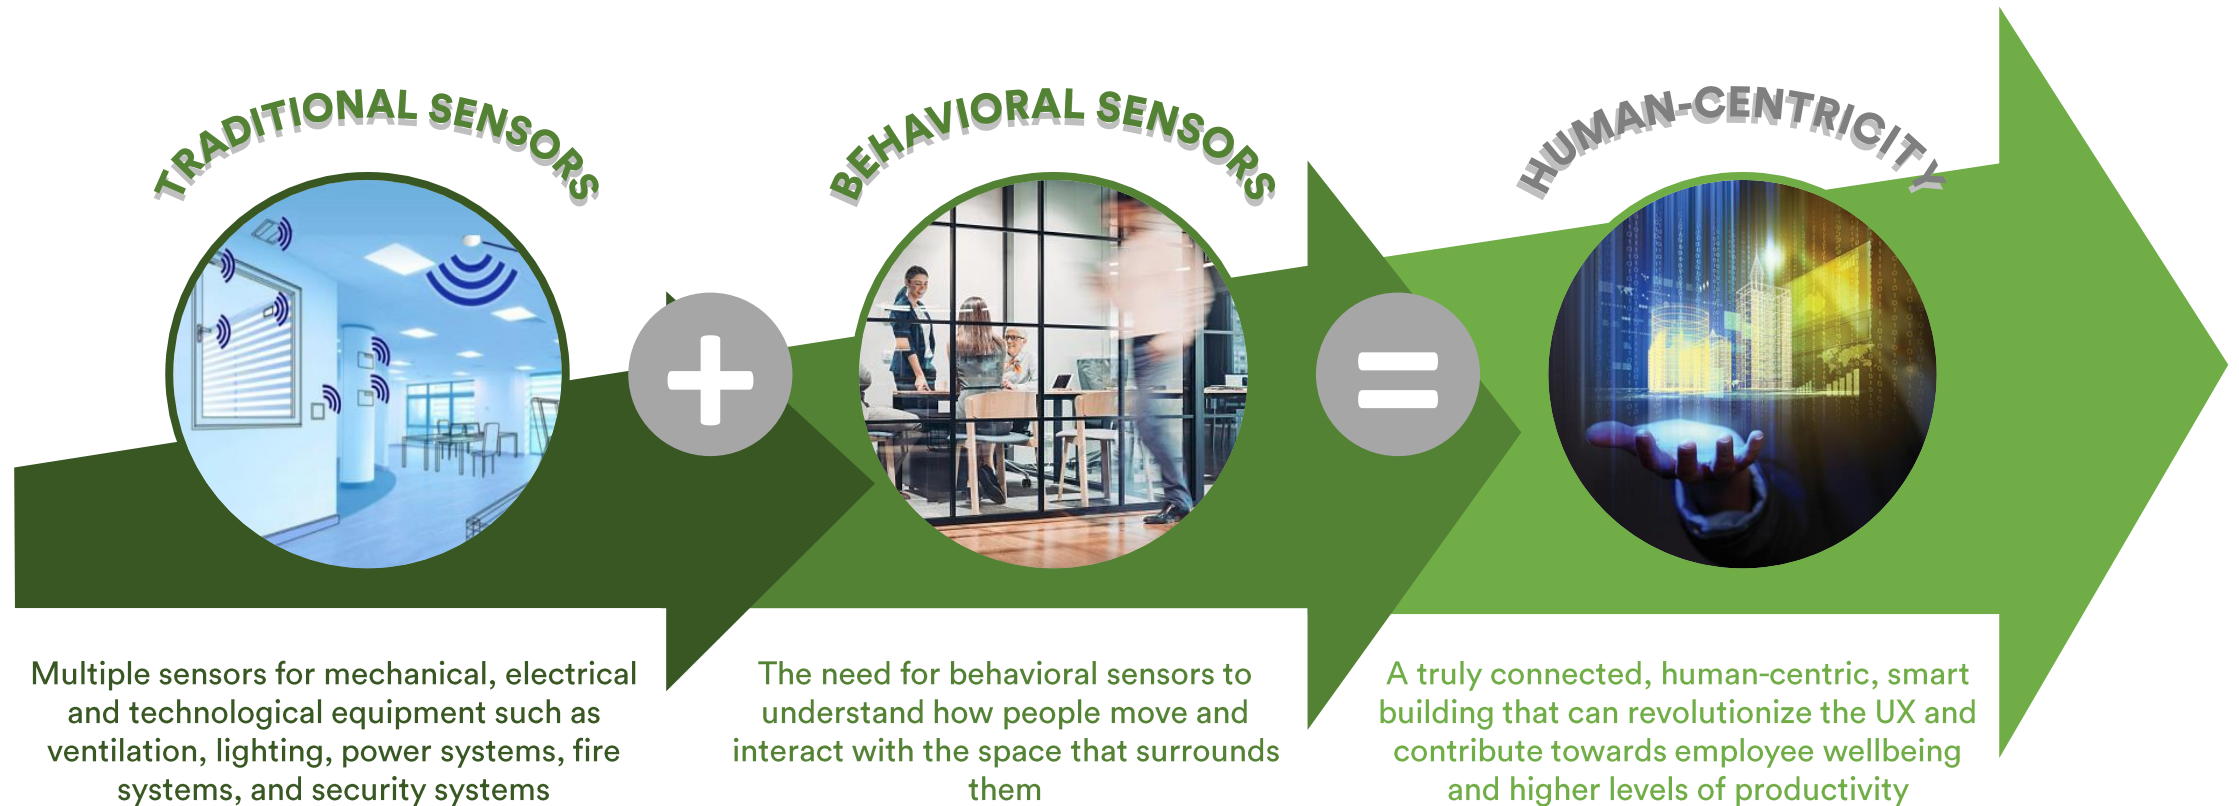 TRADITIONAL SENSORS
BEHAVIORAL SENSORS
HUMAN-CENTRICITY
+
=
Multiple sensors for mechanical, electrical
and technological equipment such as
ventilation, lighting, power systems, fire
systems, and security systems
The need for behavioral sensors to
understand how people move and
interact with the space that surrounds
them
A truly connected, human-centric, smart
building that can revolutionize the UX and
contribute towards employee wellbeing
and higher levels of productivity